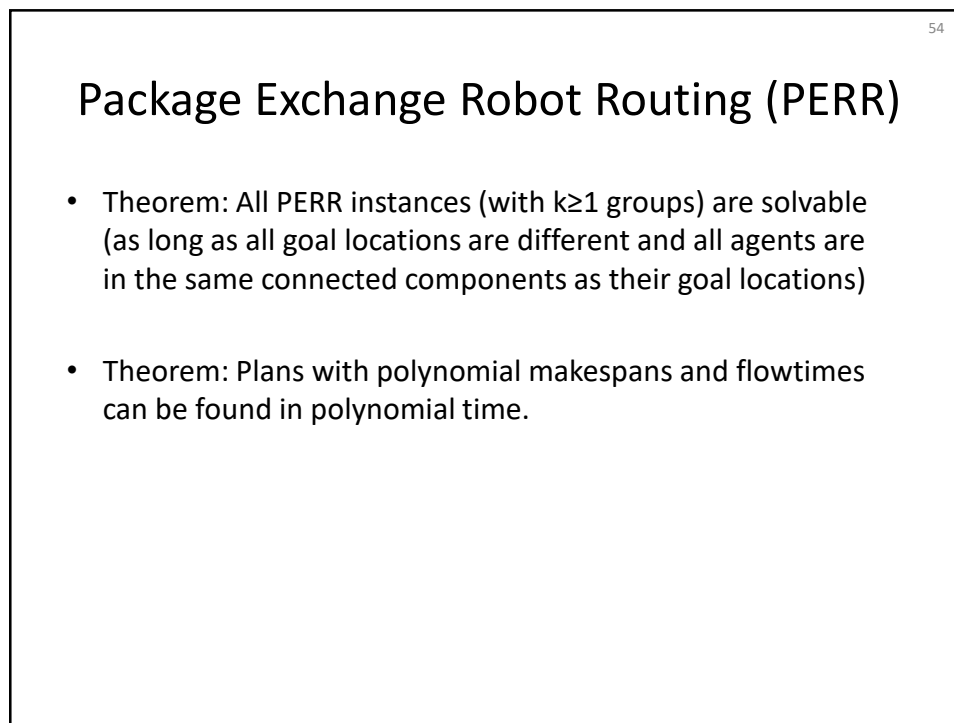 54
Package Exchange Robot Routing (PERR)
• Theorem: All PERR instances (with k≥1 groups) are solvable
(as long as all goal locations are different and all agents are
in the same connected components as their goal locations)
• Theorem: Plans with polynomial makespans and flowtimes
can be found in polynomial time.